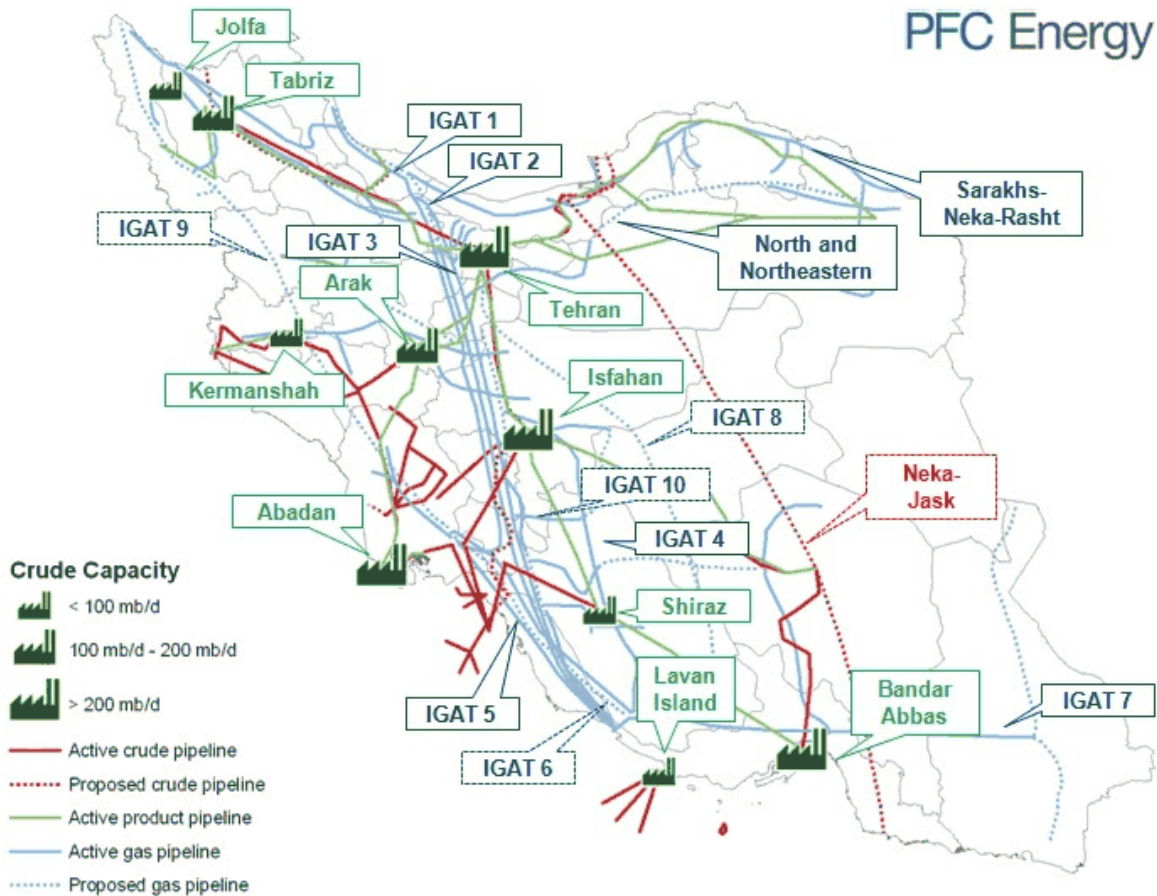 PFC Energy
Jolfa
Tabriz
IGAT 1
IGAT 2
Sarakhs-
Neka-Rasht
IGAT 9
IGAT 3
North and
Northeastern
Arak
Tehran
Kermanshah
Isfahan
IGAT 8
Neka-
Jask
IGAT 10
Abadan
IGAT 4
Shiraz
Lavan
Island
Bandar
Abbas
IGAT 7
IGAT 5
IGAT 6
Crude Capacity
< 100 mb/d
100 mb/d - 200 mb/d
> 200 mb/d
Active crude pipeline
Proposed crude pipeline
Active product pipeline
Active gas pipeline
Proposed gas pipeline